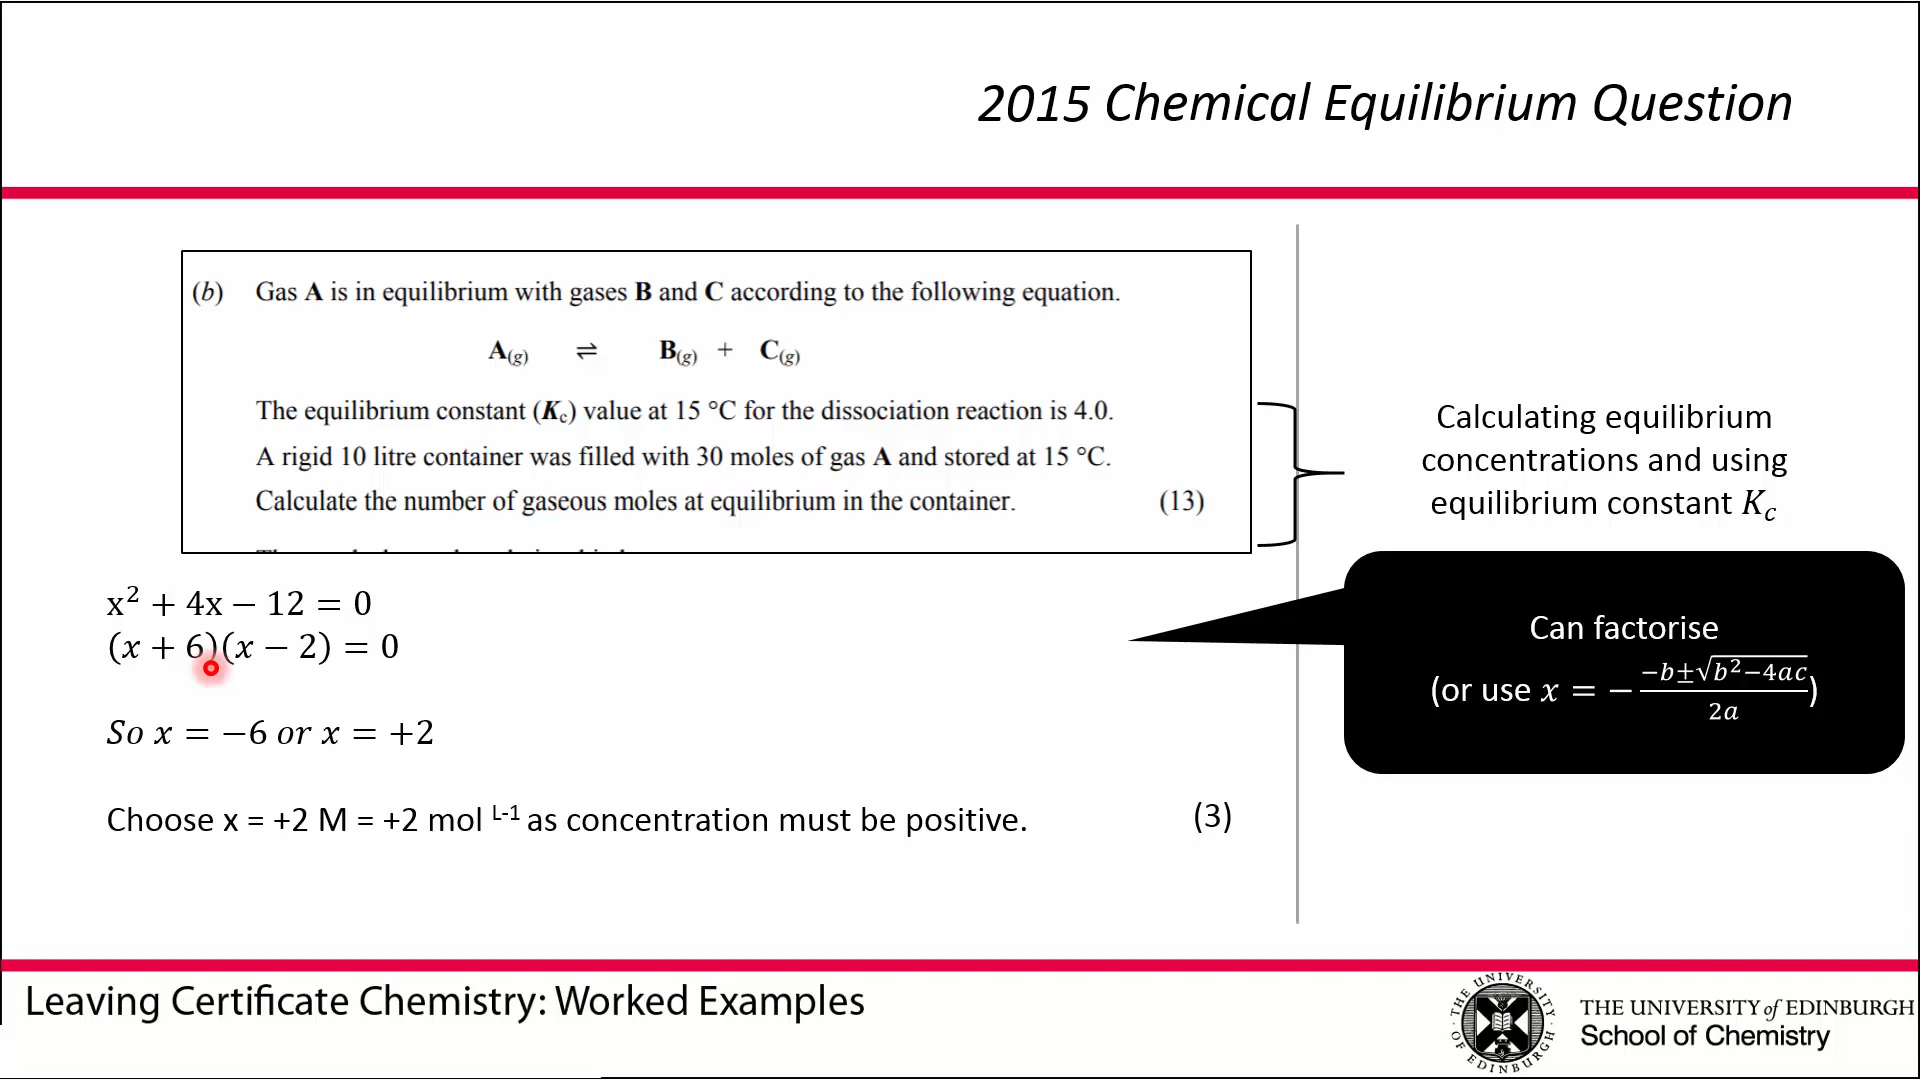 2015 Chemical Equilibrium Question
(b) Gas A is in equilibrium with gases B and C according to the following equation.
A(g) ⇌ B(g) + C(g)
The equilibrium constant (Kc) value at 15 °C for the dissociation reaction is 4.0.
A rigid 10 litre container was filled with 30 moles of gas A and stored at 15 °C.
Calculate the number of gaseous moles at equilibrium in the container. (13)
Calculating equilibrium
concentrations and using
equilibrium constant Kc
x² + 4x − 12 = 0
(x + 6)(x − 2) = 0
So x = −6 or x = +2
Choose x = +2 M = +2 mol L-1 as concentration must be positive. (3)
Can factorise
(or use x = − −b±√b²−4ac / 2a)
Leaving Certificate Chemistry: Worked Examples
THE UNIVERSITY OF EDINBURGH
THE UNIVERSITY of EDINBURGH
School of Chemistry